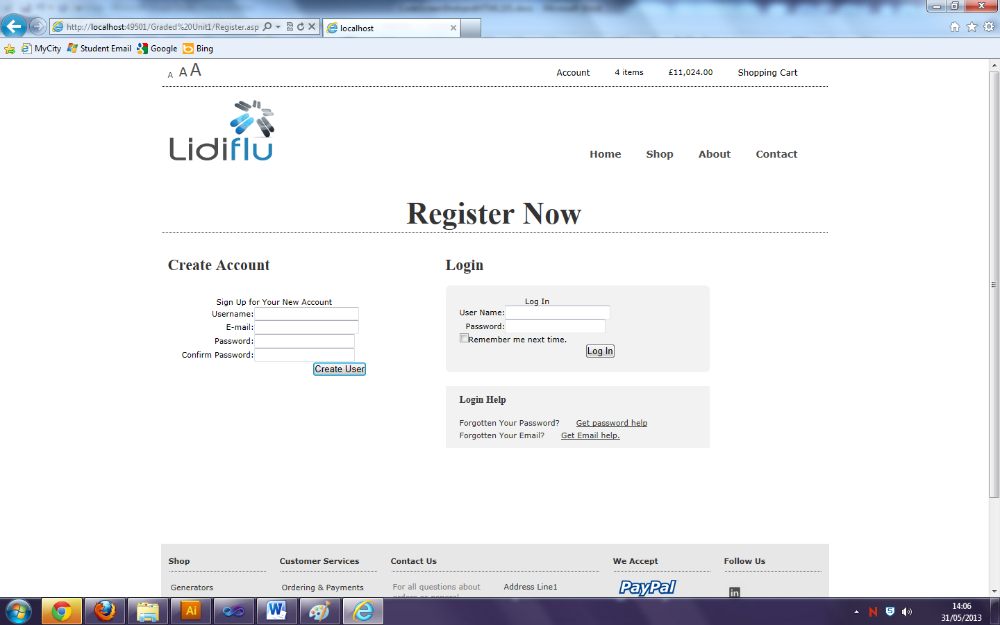 http://localhost:49501/Graded%20Unit1/Register.asp
localhost
MyCity
Student Email
Google
Bing
A A A
Account
4 items
£11,024.00
Shopping Cart
Lidiflu
Home
Shop
About
Contact
Register Now
Create Account
Sign Up for Your New Account
Username:
E-mail:
Password:
Confirm Password:
Create User
Login
Log In
User Name:
Password:
Remember me next time.
Log In
Login Help
Forgotten Your Password? Get password help
Forgotten Your Email? Get Email help.
Shop
Generators
Customer Services
Ordering & Payments
Contact Us
For all questions about
orders or general
Address Line1
We Accept
PayPal
Follow Us
in
Ai
W
N
S
14:06
31/05/2013